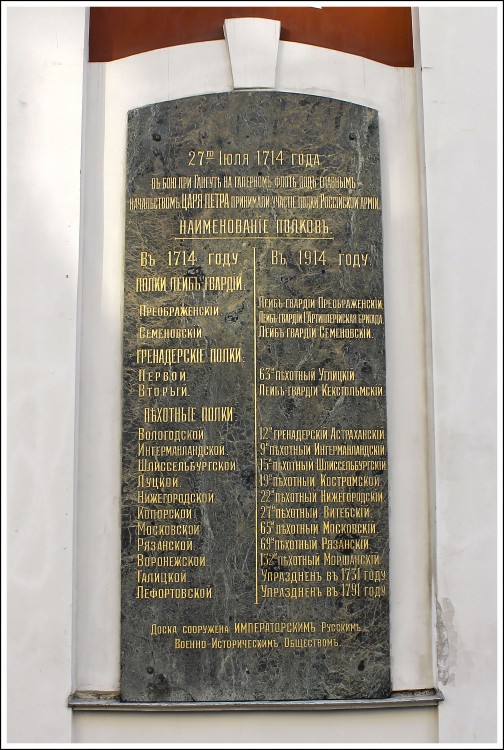 27го Іюля 1714 года
въ бою при Гангутѣ на галерномъ флотѣ подъ главнымъ
начальствомъ ЦАРЯ ПЕТРА принимали участіе полки Россійской арміи.
НАИМЕНОВАНІЕ ПОЛКОВЪ.
Въ 1714 году. Въ 1914 году.
ПОЛКИ ЛЕЙБЪ-ГВАРДІЙ.
Преображенскій Лейбъ-гвардіи Преображенскій
Лейбъ-гвардіи 1. Артиллерійская бригада.
Семеновскій Лейбъ-гвардіи Семеновскій.
ГРЕНАДЕРСКІЕ ПОЛКИ.
Первой 63й пѣхотный Углицкій.
Вторый. Лейбъ-гвардіи Кексгольмскій.
ПѢХОТНЫЕ ПОЛКИ.
Вологодской 12й гренадерскій Астраханскій.
Ингерманландской. 9й пѣхотный Ингерманландскій.
Шлиссельбургской. 15й пѣхотный Шлиссельбургскій
Луцкой. 19й пѣхотный Костромской.
Нижегородской. 22й пѣхотный Нижегородскій.
Копорской. 27й пѣхотный Витебскій.
Московской. 65й пѣхотный Московскій.
Рязанской. 69й пѣхотный Рязанскій.
Воронежской. 132й пѣхотный Моршанскій.
Галицкой Упраздненъ въ 1731 году
Лефортовской. Упраздненъ въ 1791 году
Доска сооружена ИМПЕРАТОРСКИМЪ Русскимъ
Военно-Историческимъ Обществомъ.